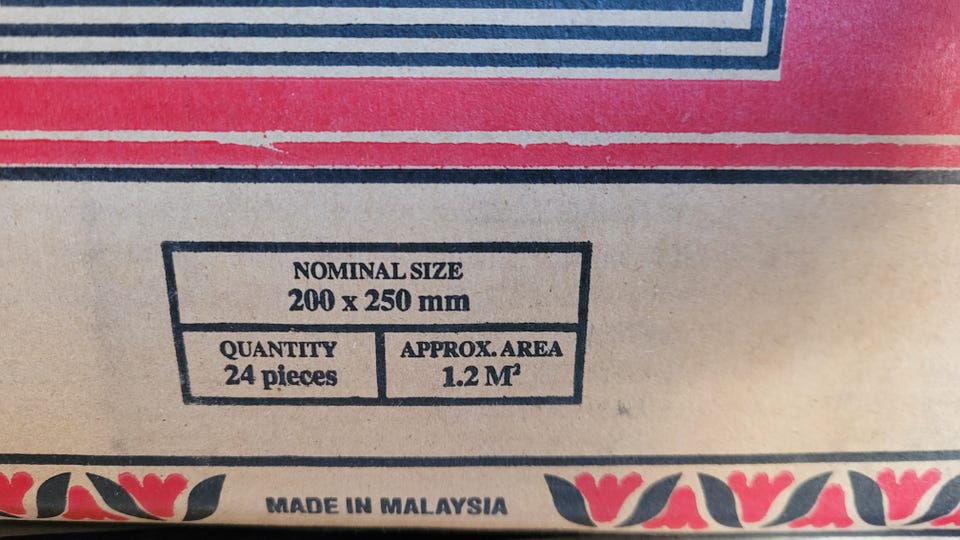 NOMINAL SIZE
200 x 250 mm
QUANTITY
24 pieces
APPROX. AREA
1.2 M²
MADE IN MALAYSIA